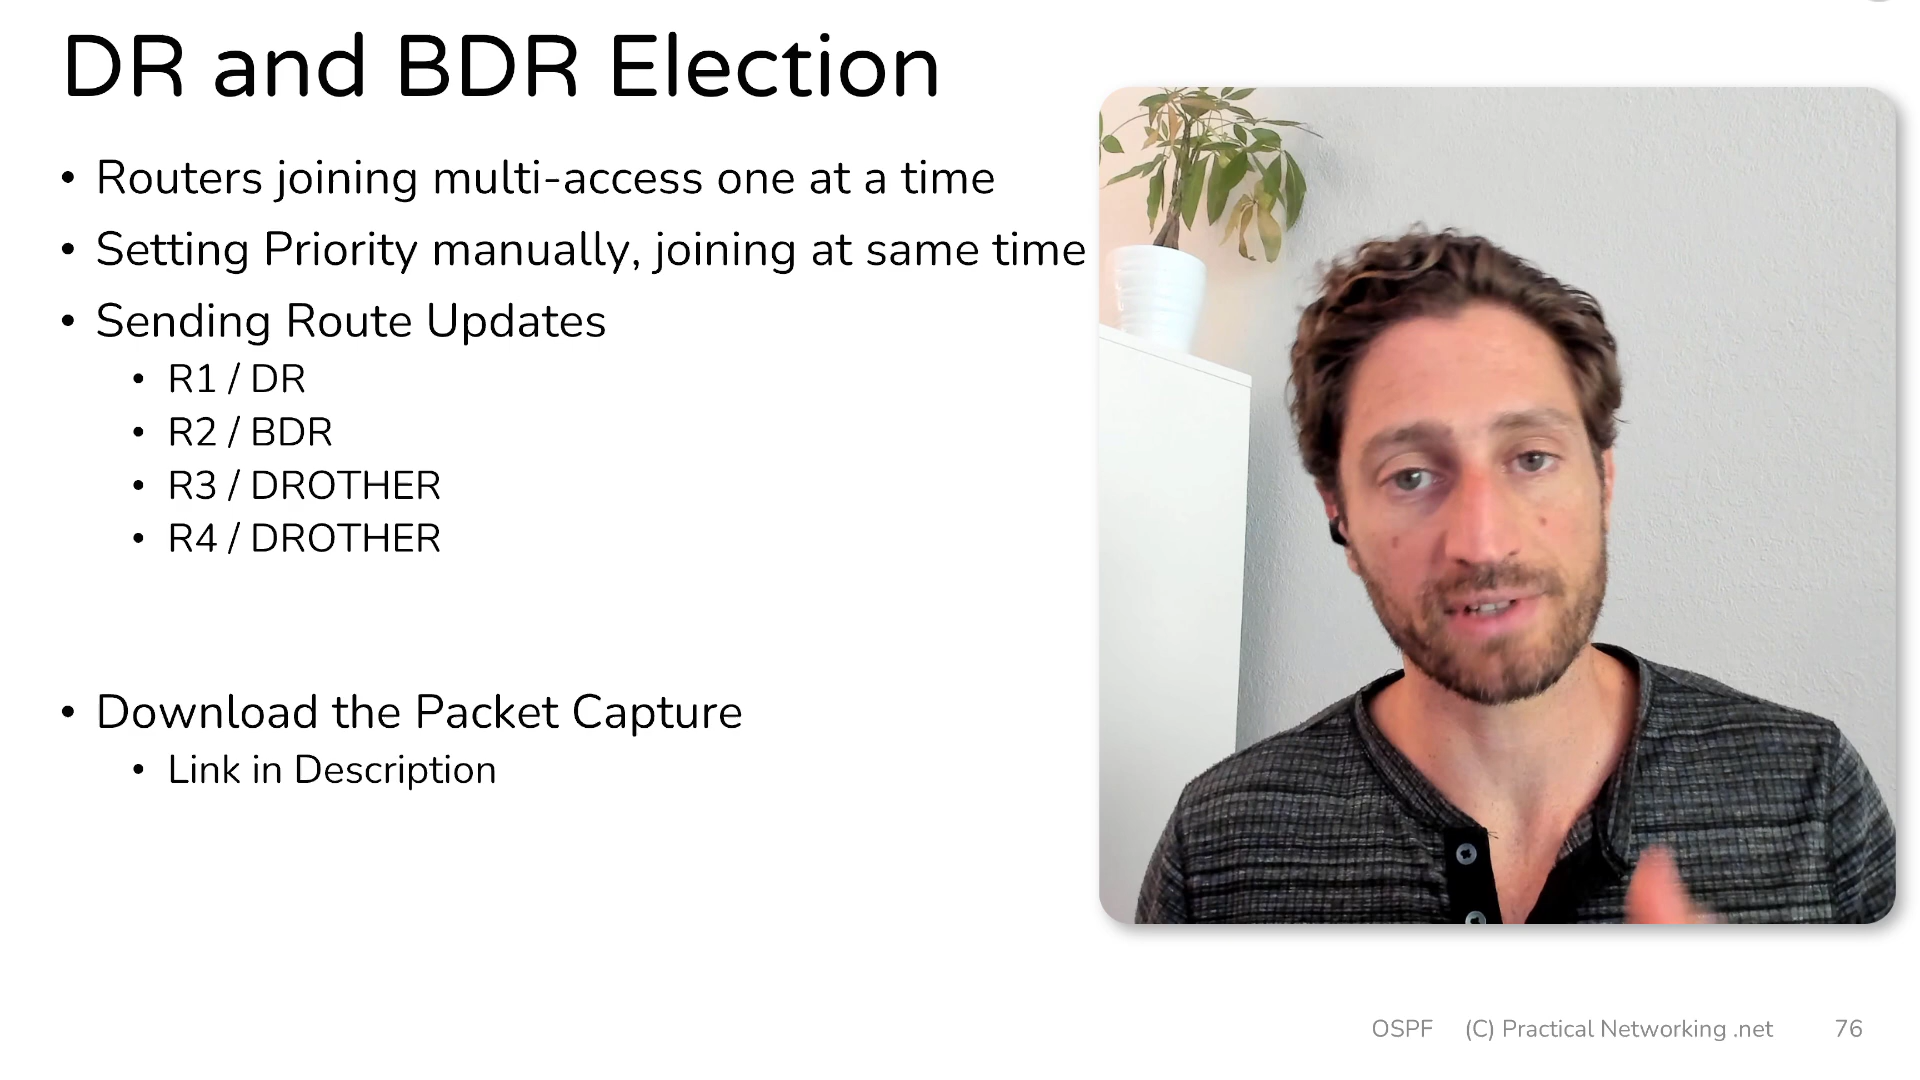 DR and BDR Election
• Routers joining multi-access one at a time
• Setting Priority manually, joining at same time
• Sending Route Updates
• R1 / DR
• R2 / BDR
• R3 / DROTHER
• R4 / DROTHER
• Download the Packet Capture
• Link in Description
OSPF (C) Practical Networking .net 76